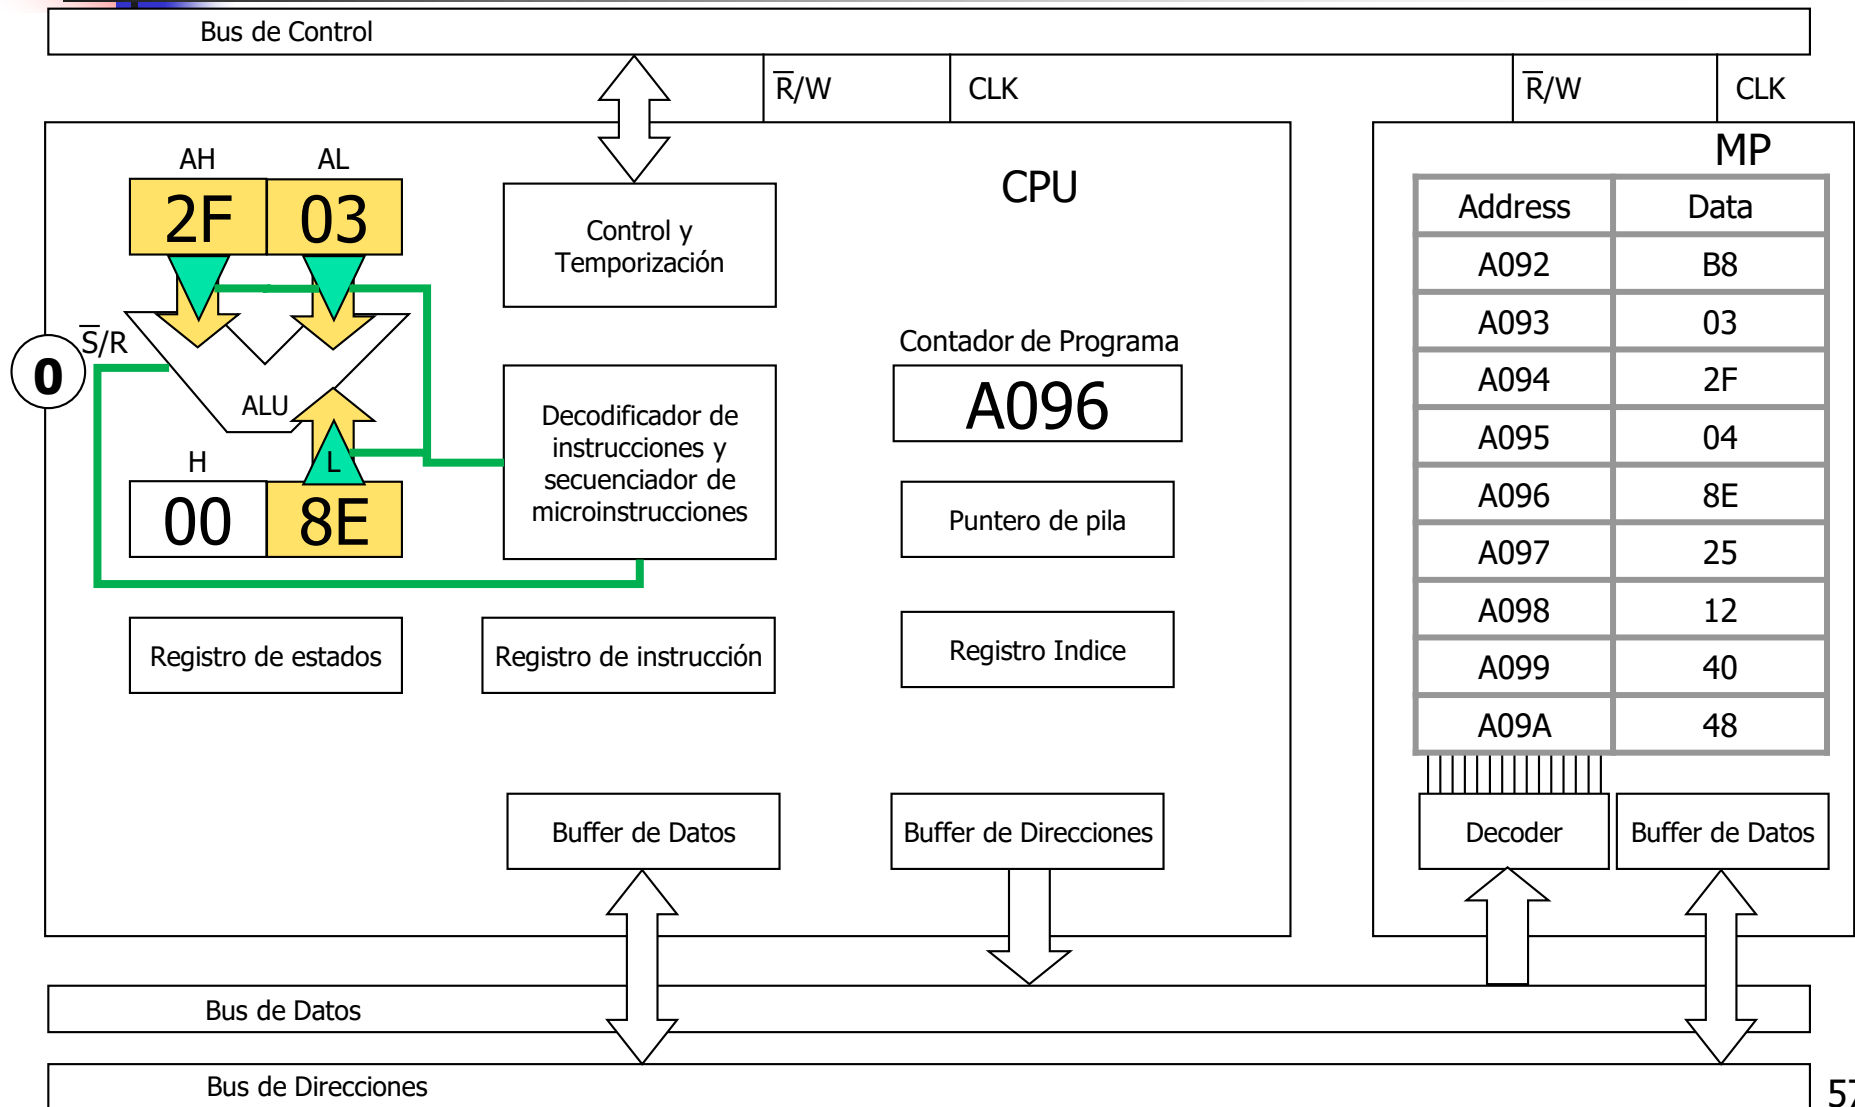 Bus de Control
R̅/W
CLK
R̅/W
CLK
AH
AL
2F
03
S̅/R
0
ALU
H
L
00
8E
Control y
Temporización
CPU
Decodificador de
instrucciones y
secuenciador de
microinstrucciones
Contador de Programa
A096
Puntero de pila
Registro Indice
Registro de estados
Registro de instrucción
Buffer de Datos
Buffer de Direcciones
MP
Address Data
A092 B8
A093 03
A094 2F
A095 04
A096 8E
A097 25
A098 12
A099 40
A09A 48
Decoder
Buffer de Datos
Bus de Datos
Bus de Direcciones